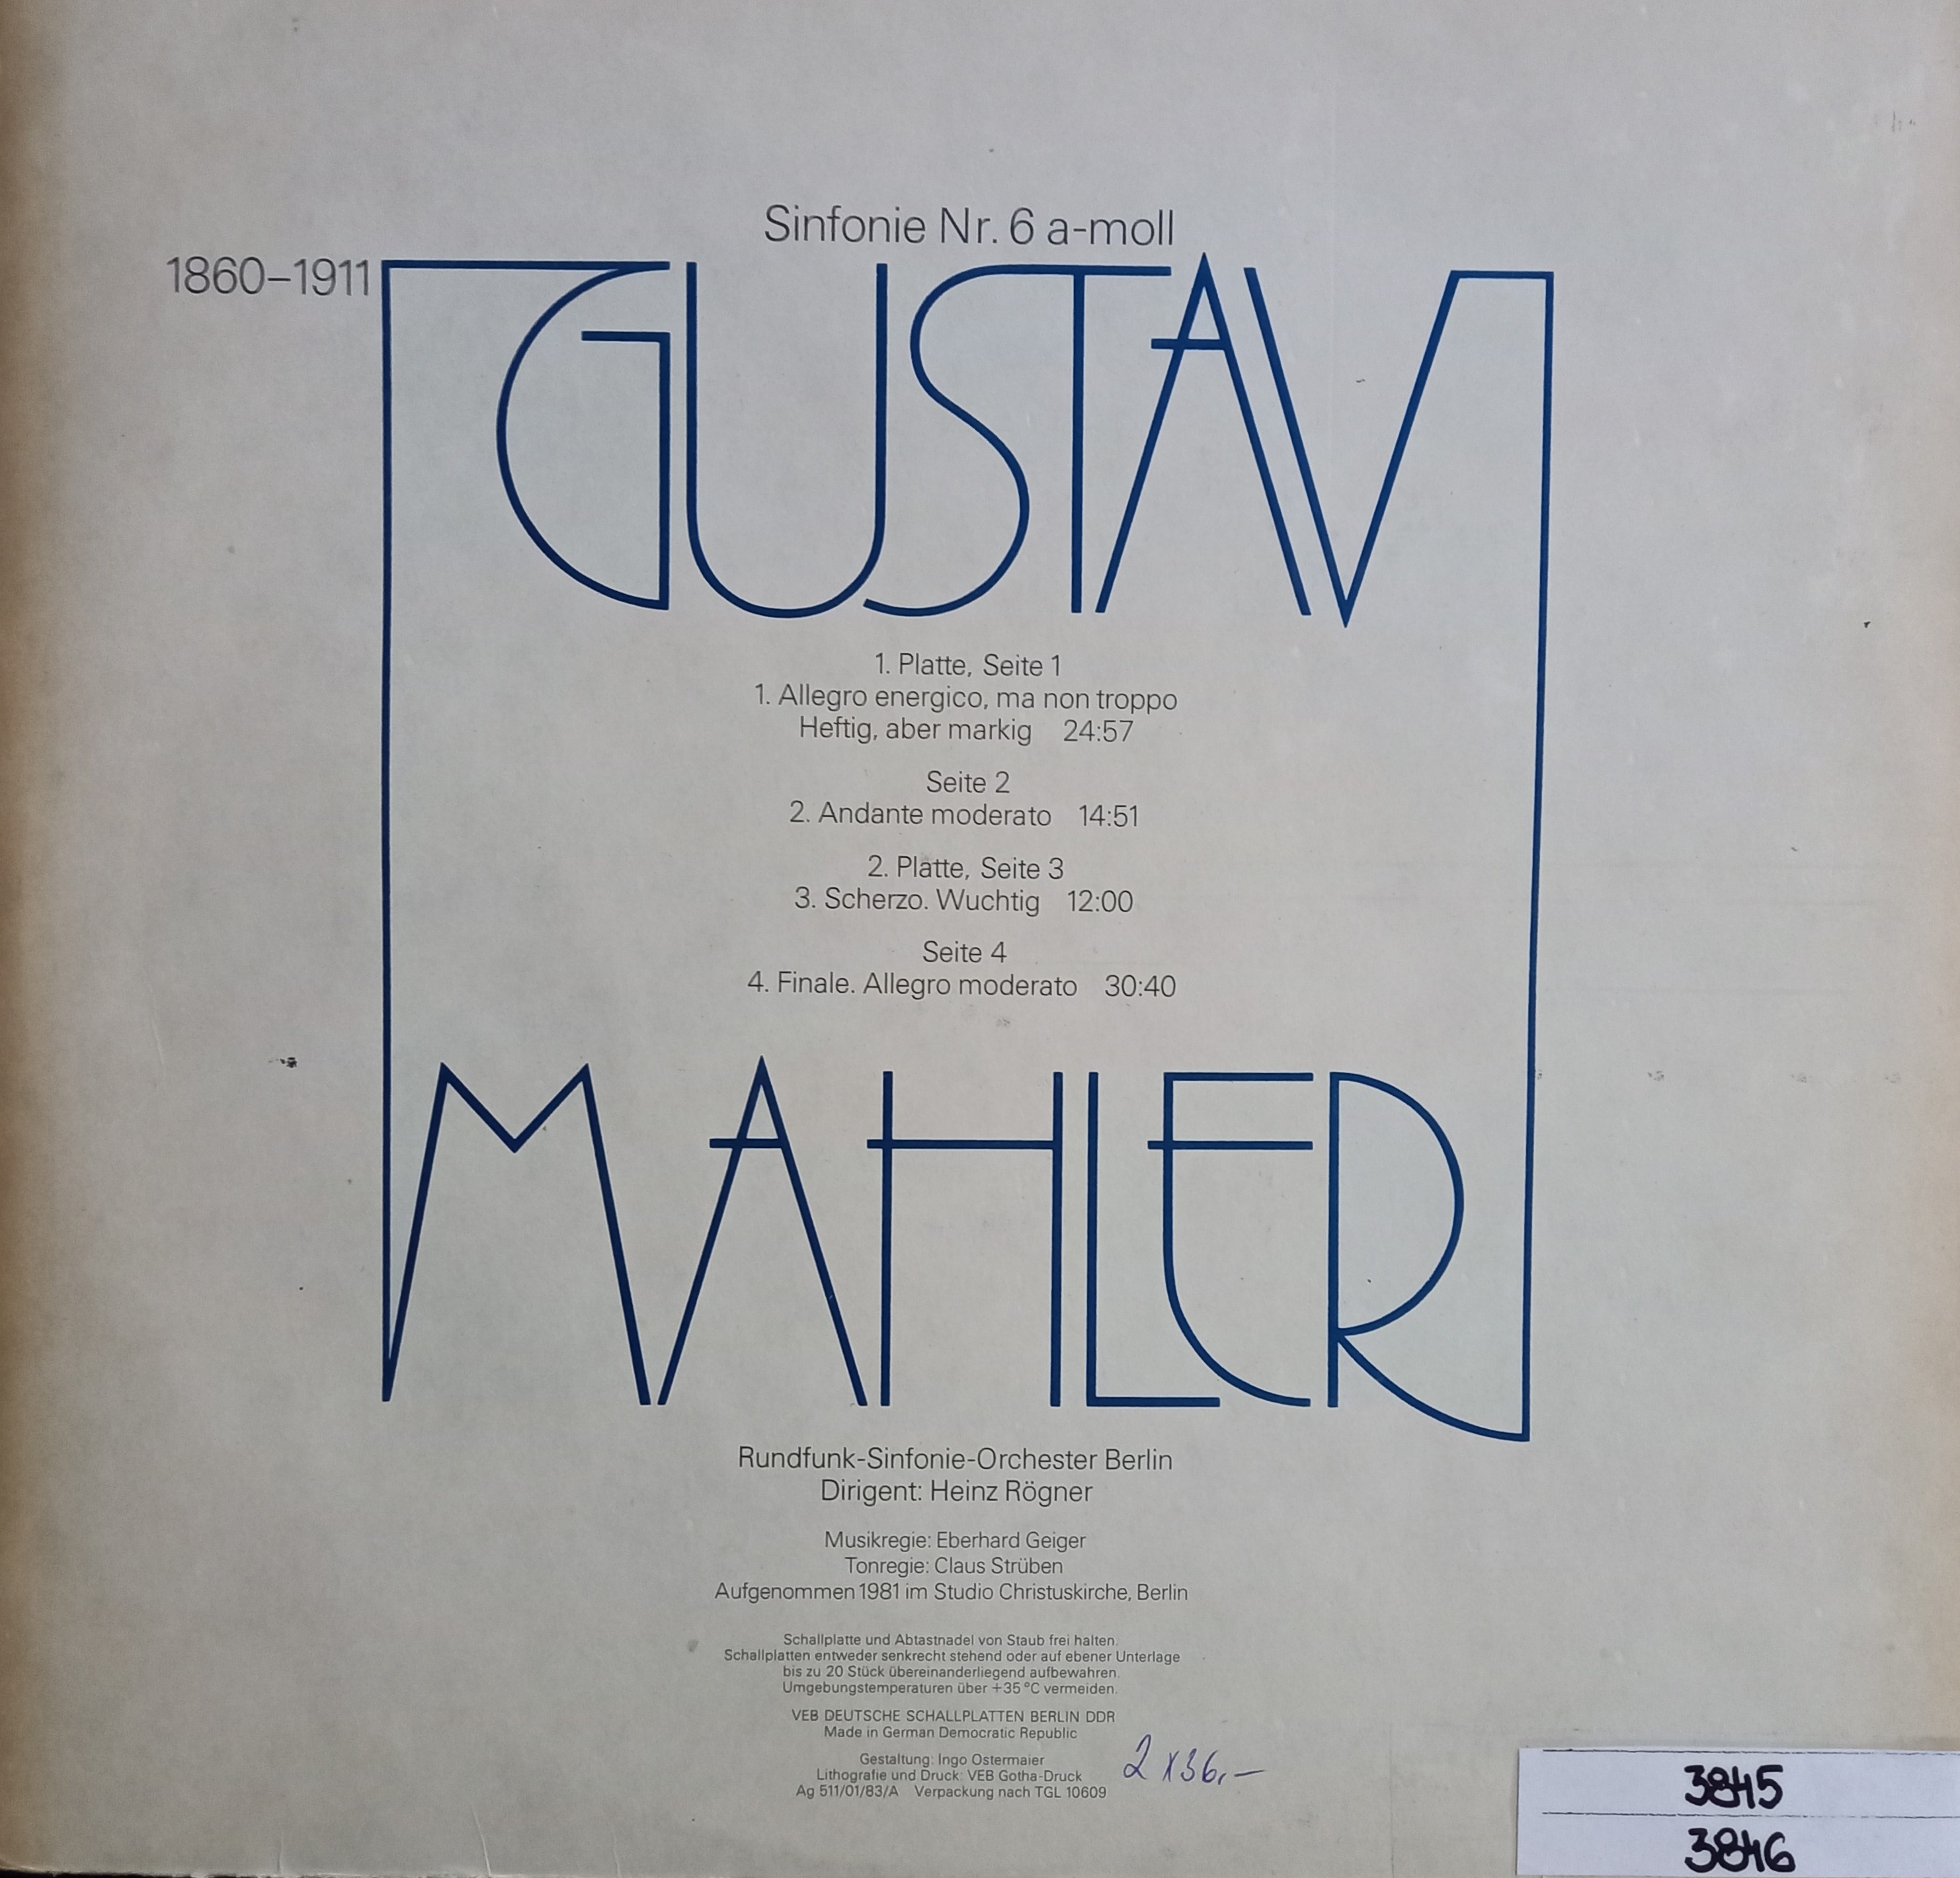 Sinfonie Nr. 6 a-moll
1860–1911
GUSTAV
1. Platte, Seite 1
1. Allegro energico, ma non troppo
Heftig, aber markig 24:57
Seite 2
2. Andante moderato 14:51
2. Platte, Seite 3
3. Scherzo. Wuchtig 12:00
Seite 4
4. Finale. Allegro moderato 30:40
MAHLER
Rundfunk-Sinfonie-Orchester Berlin
Dirigent: Heinz Rögner
Musikregie: Eberhard Geiger
Tonregie: Claus Strüben
Aufgenommen 1981 im Studio Christuskirche, Berlin
Schallplatte und Abtastnadel von Staub frei halten.
Schallplatten entweder senkrecht stehend oder auf ebener Unterlage
bis zu 20 Stück übereinanderliegend aufbewahren.
Umgebungstemperaturen über +35 °C vermeiden.
VEB DEUTSCHE SCHALLPLATTEN BERLIN DDR
Made in German Democratic Republic
Gestaltung: Ingo Ostermaier
Lithografie und Druck: VEB Gotha-Druck
Ag 511/01/83/A Verpackung nach TGL 10609
2 x 36,–
3845
3846